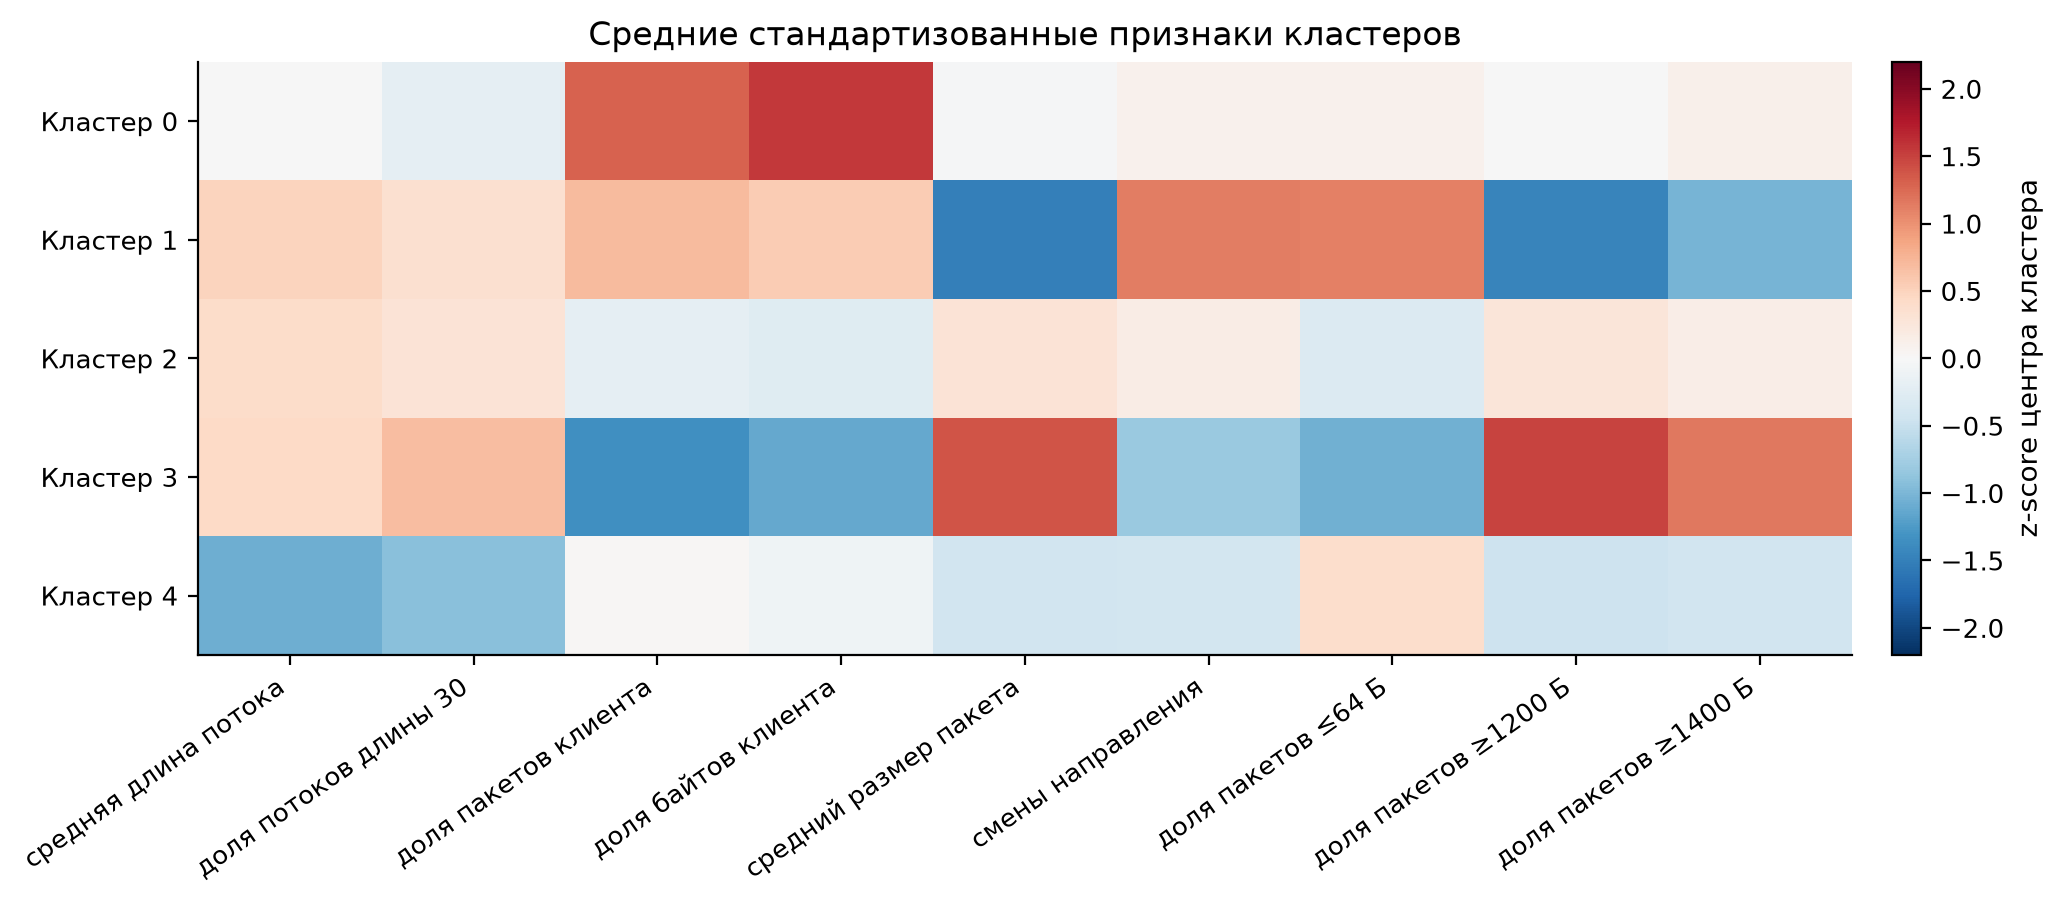 Средние стандартизованные признаки кластеров
Кластер 0
Кластер 1
Кластер 2
Кластер 3
Кластер 4
средняя длина потока
доля потоков длины 30
доля пакетов клиента
доля байтов клиента
средний размер пакета
смены направления
доля пакетов ≤64 Б
доля пакетов ≥1200 Б
доля пакетов ≥1400 Б
2.0
1.5
1.0
0.5
0.0
−0.5
−1.0
−1.5
−2.0
z-score центра кластера